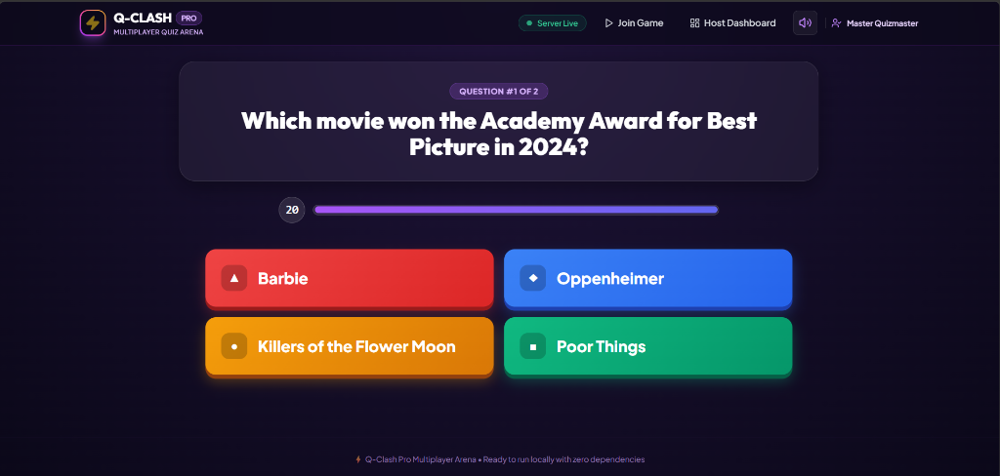 Q-CLASH PRO
MULTIPLAYER QUIZ ARENA
Server Live
Join Game
Host Dashboard
Master Quizmaster
QUESTION #1 OF 2
Which movie won the Academy Award for Best
Picture in 2024?
20
Barbie
Oppenheimer
Killers of the Flower Moon
Poor Things
Q-Clash Pro Multiplayer Arena • Ready to run locally with zero dependencies